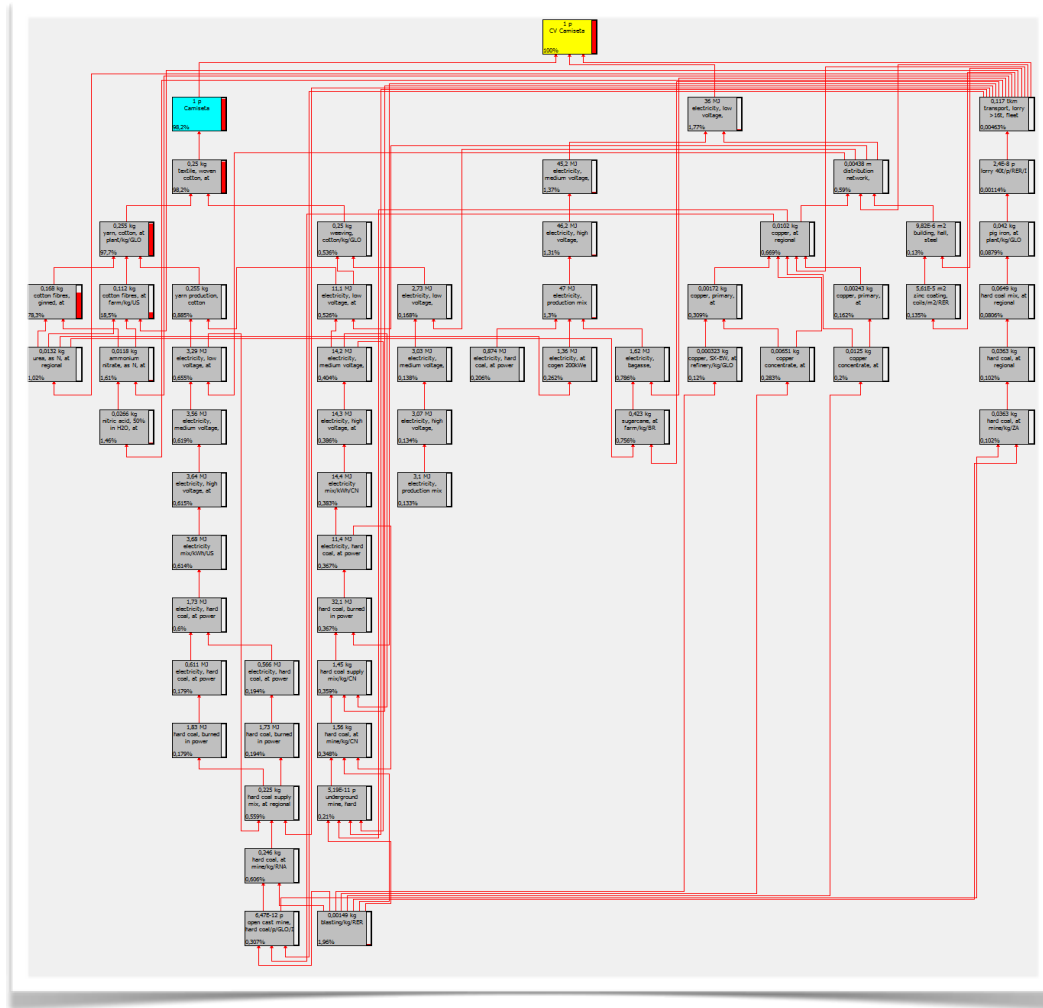 1 p
CV Camiseta
100%
1 p
Camiseta
98,2%
36 MJ
electricity, low
voltage,
1,77%
0,117 tkm
transport, lorry
>16t, fleet
0,00463%
0,25 kg
textile, woven
cotton, at
98,2%
45,2 MJ
electricity,
medium voltage,
1,37%
0,00438 m
distribution
network,
0,59%
2,4E-8 p
lorry 40t/p/RER/I
0,00114%
0,255 kg
yarn, cotton, at
plant/kg/GLO
97,7%
0,25 kg
weaving,
cotton/kg/GLO
0,536%
46,2 MJ
electricity, high
voltage,
1,31%
0,0102 kg
copper, at
regional
0,669%
9,82E-6 m2
building, hall,
steel
0,13%
0,042 kg
pig iron, at
plant/kg/GLO
0,0879%
0,168 kg
cotton fibres,
ginned, at
78,3%
0,112 kg
cotton fibres, at
farm/kg/US
18,5%
0,255 kg
yarn production,
cotton
0,885%
11,1 MJ
electricity, low
voltage, at
0,526%
2,73 MJ
electricity, low
voltage,
0,168%
47 MJ
electricity,
production mix
1,3%
0,00172 kg
copper, primary,
at
0,309%
0,00243 kg
copper, primary,
at
0,162%
5,61E-5 m2
zinc coating,
coils/m2/RER
0,135%
0,0649 kg
hard coal mix, at
regional
0,0806%
0,0132 kg
urea, as N, at
regional
1,02%
0,0118 kg
ammonium
nitrate, as N, at
1,61%
3,29 MJ
electricity, low
voltage, at
0,655%
14,2 MJ
electricity,
medium voltage,
0,404%
3,03 MJ
electricity,
medium voltage,
0,138%
0,874 MJ
electricity, hard
coal, at power
0,206%
1,36 MJ
electricity, at
cogen 200kWe
0,262%
1,62 MJ
electricity,
bagasse,
0,786%
0,000323 kg
copper, SX-EW, at
refinery/kg/GLO
0,12%
0,00651 kg
copper
concentrate, at
0,283%
0,0125 kg
copper
concentrate, at
0,2%
0,0363 kg
hard coal, at
regional
0,102%
0,0266 kg
nitric acid, 50%
in H2O, at
1,46%
3,56 MJ
electricity,
medium voltage,
0,619%
14,3 MJ
electricity, high
voltage, at
0,386%
3,07 MJ
electricity, high
voltage,
0,134%
0,423 kg
sugarcane, at
farm/kg/BR
0,756%
0,0363 kg
hard coal, at
mine/kg/ZA
0,102%
3,64 MJ
electricity, high
voltage, at
0,615%
14,4 MJ
electricity
mix/kWh/CN
0,383%
3,1 MJ
electricity,
production mix
0,133%
3,68 MJ
electricity
mix/kWh/US
0,614%
11,4 MJ
electricity, hard
coal, at power
0,367%
1,73 MJ
electricity, hard
coal, at power
0,6%
32,1 MJ
hard coal, burned
in power
0,367%
0,611 MJ
electricity, hard
coal, at power
0,179%
0,566 MJ
electricity, hard
coal, at power
0,194%
1,45 kg
hard coal supply
mix/kg/CN
0,359%
1,83 MJ
hard coal, burned
in power
0,179%
1,73 MJ
hard coal, burned
in power
0,194%
1,56 kg
hard coal, at
mine/kg/CN
0,348%
0,225 kg
hard coal supply
mix, at regional
0,559%
5,19E-11 p
underground
mine, hard
0,21%
0,246 kg
hard coal, at
mine/kg/RNA
0,606%
6,47E-12 p
open cast mine,
hard coal/p/GLO/I
0,307%
0,00149 kg
blasting/kg/RER
1,96%